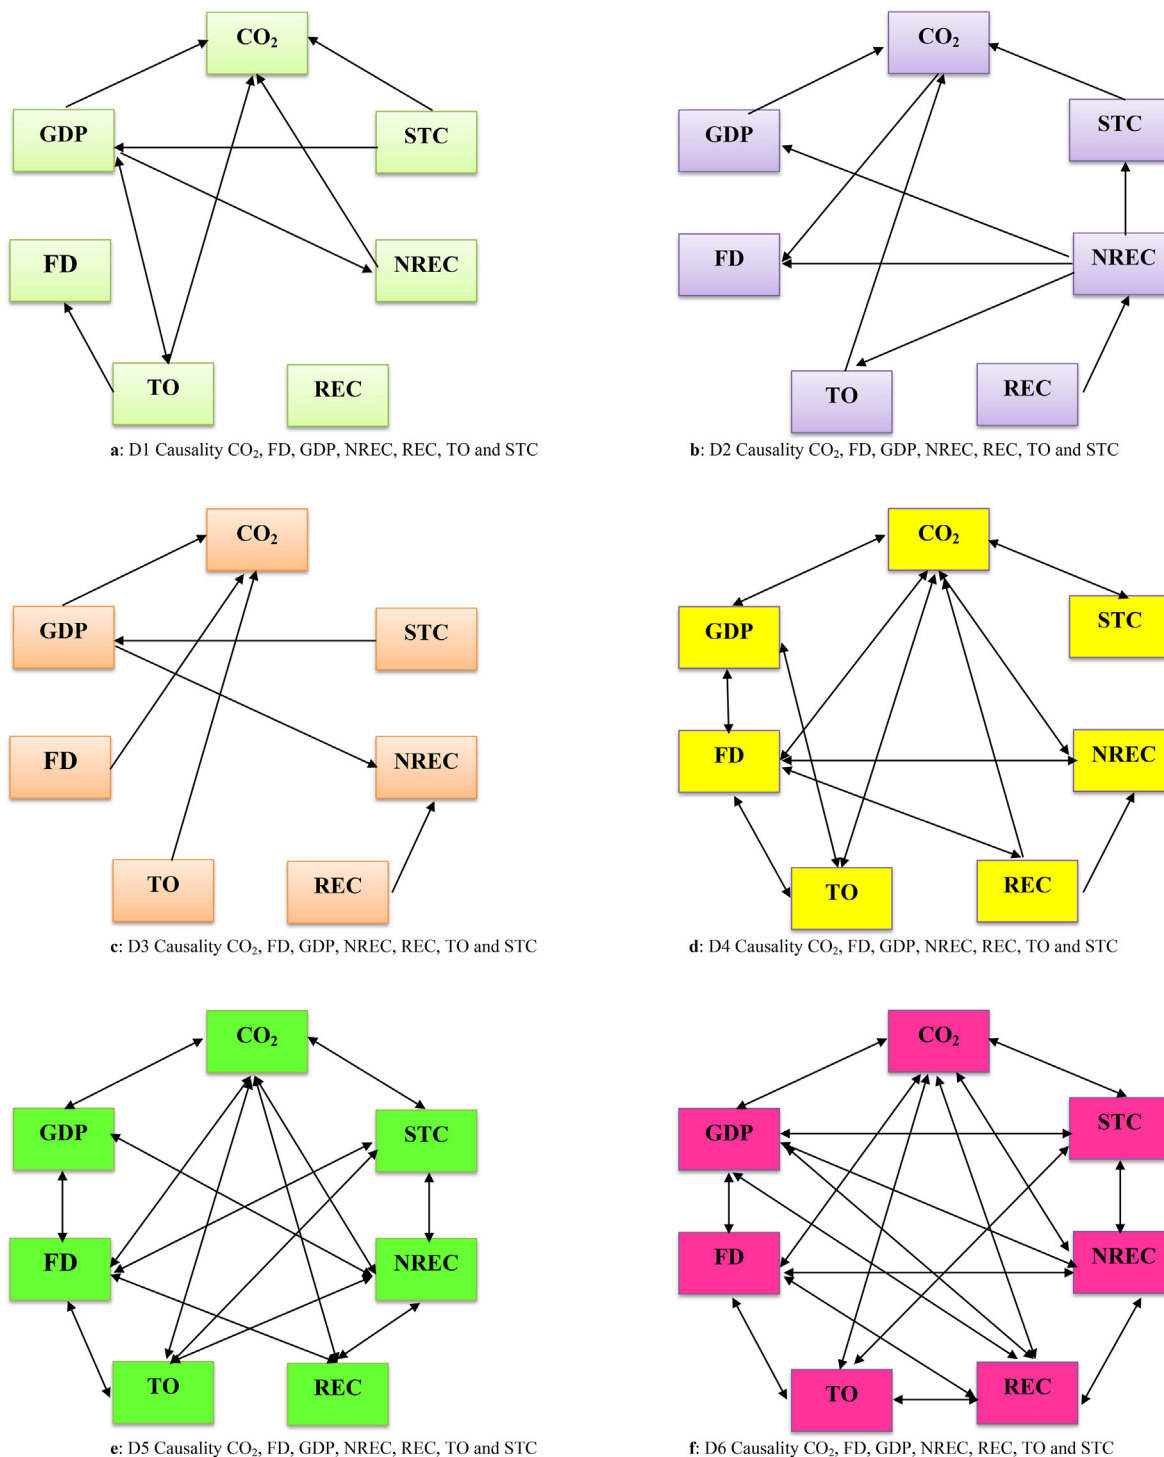 CO₂
GDP
STC
FD
NREC
TO
REC
a: D1 Causality CO₂, FD, GDP, NREC, REC, TO and STC
CO₂
GDP
STC
FD
NREC
TO
REC
b: D2 Causality CO₂, FD, GDP, NREC, REC, TO and STC
CO₂
GDP
STC
FD
NREC
TO
REC
c: D3 Causality CO₂, FD, GDP, NREC, REC, TO and STC
CO₂
GDP
STC
FD
NREC
TO
REC
d: D4 Causality CO₂, FD, GDP, NREC, REC, TO and STC
CO₂
GDP
STC
FD
NREC
TO
REC
e: D5 Causality CO₂, FD, GDP, NREC, REC, TO and STC
CO₂
GDP
STC
FD
NREC
TO
REC
f: D6 Causality CO₂, FD, GDP, NREC, REC, TO and STC